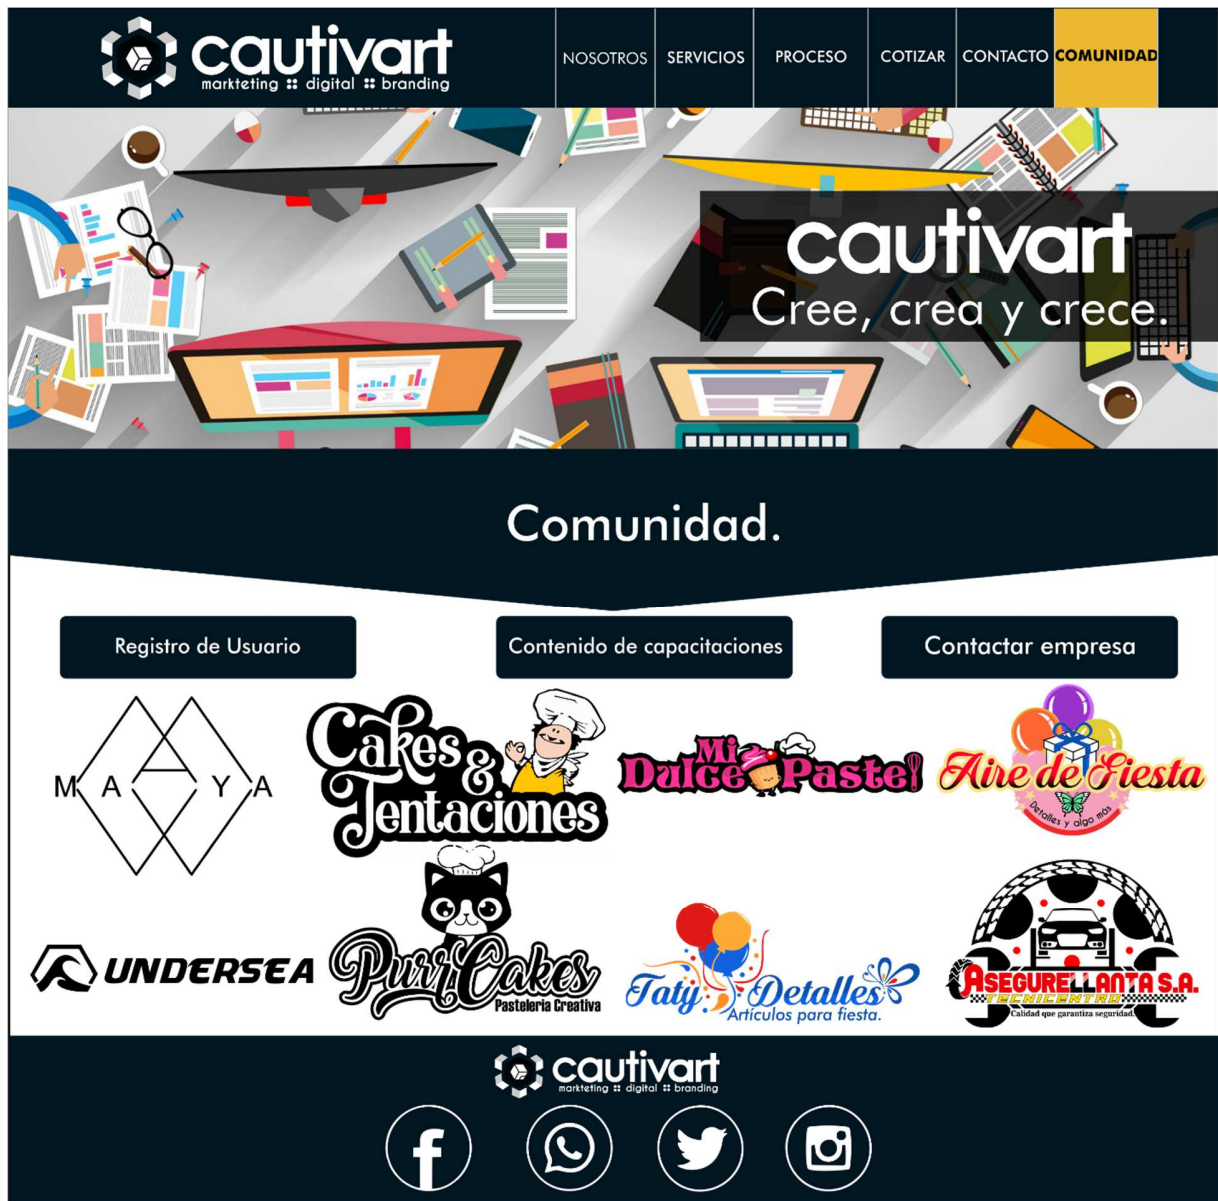 cautivart
markteting :: digital :: branding
NOSOTROS
SERVICIOS
PROCESO
COTIZAR
CONTACTO
COMUNIDAD
cautivart
Cree, crea y crece.
Comunidad.
Registro de Usuario
Contenido de capacitaciones
Contactar empresa
MAYA
Cakes &
Tentaciones
Mi
Dulce Pastel
Aire de Fiesta
Detalles y algo más
UNDERSEA
PurrCakes
Pasteleria Creativa
Taty Detalles
Artículos para fiesta.
ASEGURELLANTA S.A.
TECNICENTRO
Calidad que garantiza seguridad.
cautivart
markteting :: digital :: branding